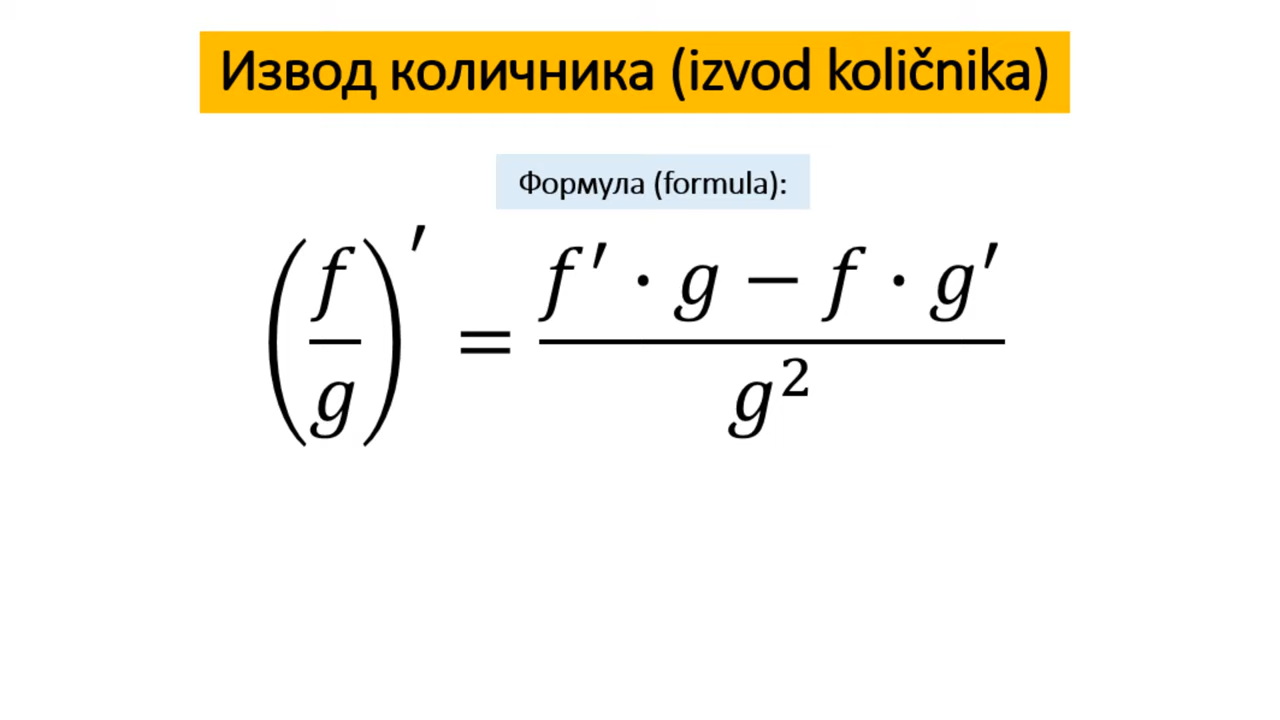 Извод количника (izvod količnika)
Формула (formula):
(f/g)′ = (f′ · g − f · g′)/g²